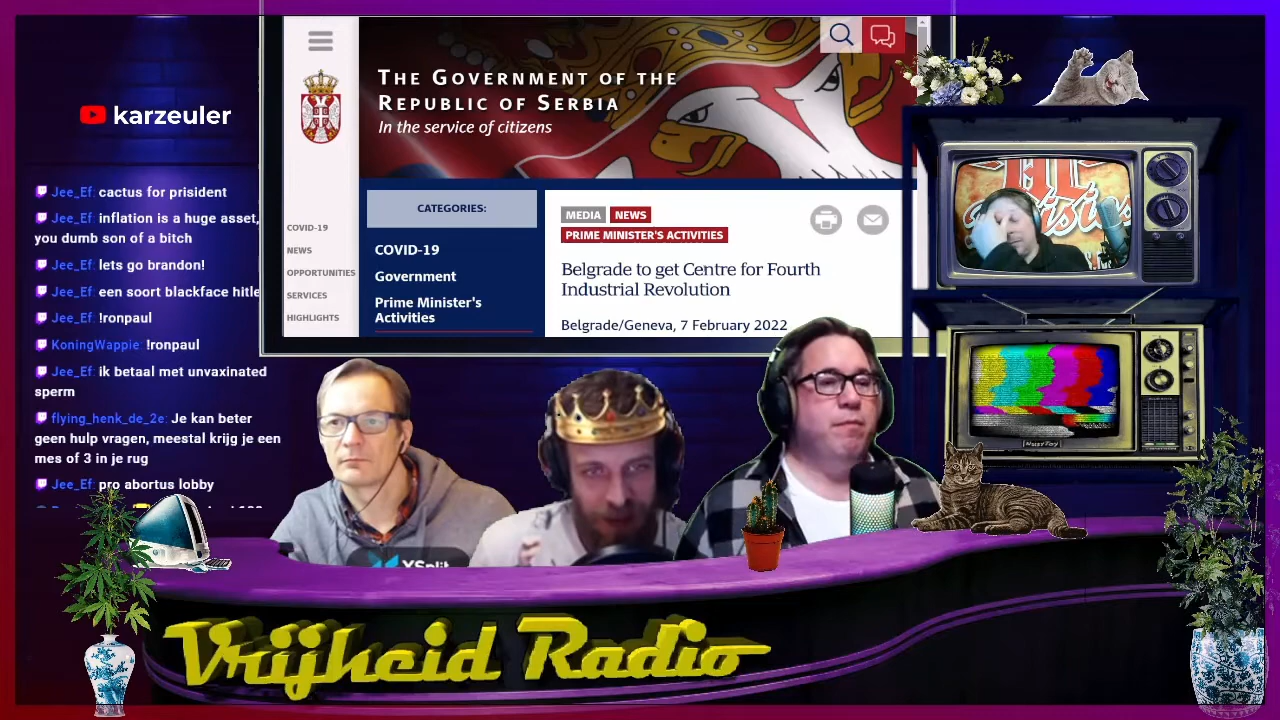 karzeuler
Jee_Ef: cactus for prisident
Jee_Ef: inflation is a huge asset,
you dumb son of a bitch
Jee_Ef: lets go brandon!
Jee_Ef: een soort blackface hitle
Jee_Ef: !ronpaul
KoningWappie: !ronpaul
Jee_Ef: ik betaal met unvaxinated
sperm
flying_henk_de_2e: Je kan beter
geen hulp vragen, meestal krijg je een
mes of 3 in je rug
Jee_Ef: pro abortus lobby
THE GOVERNMENT OF THE
REPUBLIC OF SERBIA
In the service of citizens
COVID-19
NEWS
OPPORTUNITIES
SERVICES
HIGHLIGHTS
CATEGORIES:
COVID-19
Government
Prime Minister's
Activities
MEDIA NEWS
PRIME MINISTER'S ACTIVITIES
Belgrade to get Centre for Fourth
Industrial Revolution
Belgrade/Geneva, 7 February 2022
XSplit
Vrijheid Radio